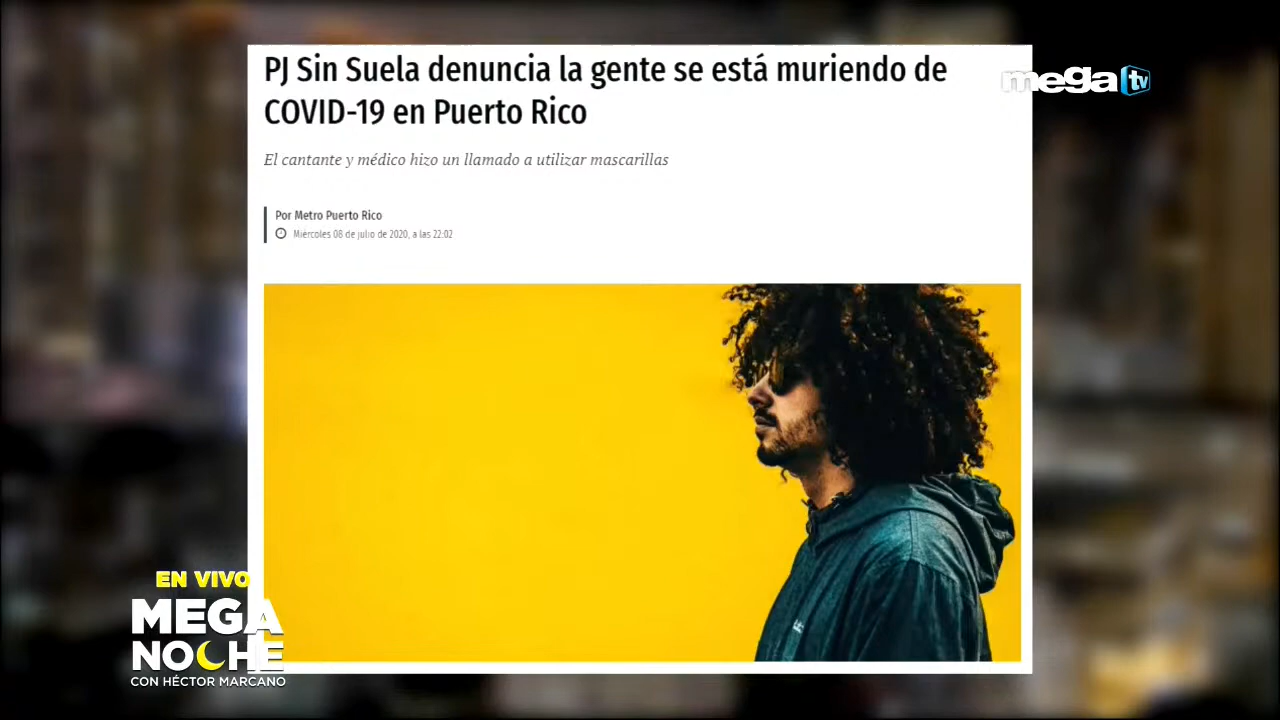 PJ Sin Suela denuncia la gente se está muriendo de
COVID-19 en Puerto Rico
mega tv
El cantante y médico hizo un llamado a utilizar mascarillas
Por Metro Puerto Rico
Miércoles 08 de julio de 2020, a las 22:02
EN VIVO
MEGA
NOCHE
CON HÉCTOR MARCANO